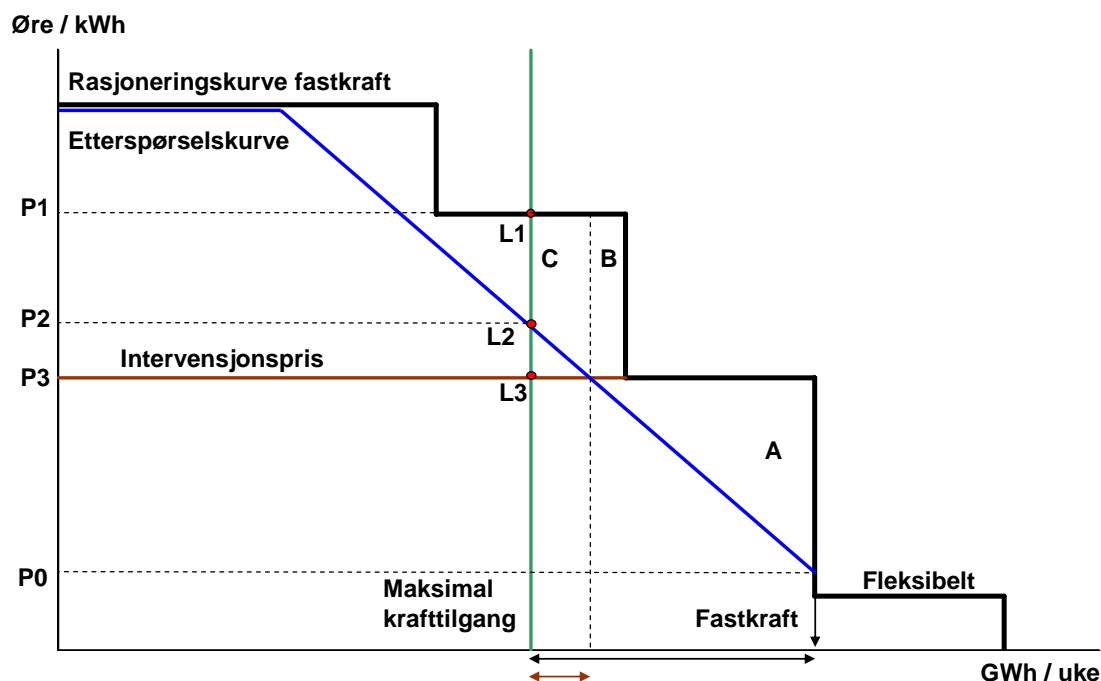 Øre / kWh
Rasjoneringskurve fastkraft
Etterspørselskurve
P1
L1
C
B
P2
L2
Intervensjonspris
P3
L3
A
P0
Maksimal
krafttilgang
Fastkraft
Fleksibelt
GWh / uke